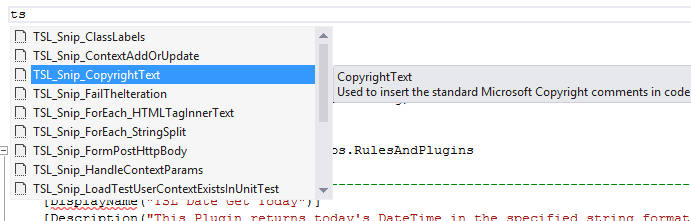 ts
TSL_Snip_ClassLabels
TSL_Snip_ContextAddOrUpdate
TSL_Snip_CopyrightText
CopyrightText
TSL_Snip_FailTheIteration
Used to insert the standard Microsoft Copyright comments in code
TSL_Snip_ForEach_HTMLTagInnerText
TSL_Snip_ForEach_StringSplit
TSL_Snip_FormPostHttpBody
os.RulesAndPlugins
TSL_Snip_HandleContextParams
TSL_Snip_LoadTestUserContextExistsInUnitTest
[DisplayName("TSL Date Get Today")]
[Description("This Plugin returns today's DateTime in the specified string format